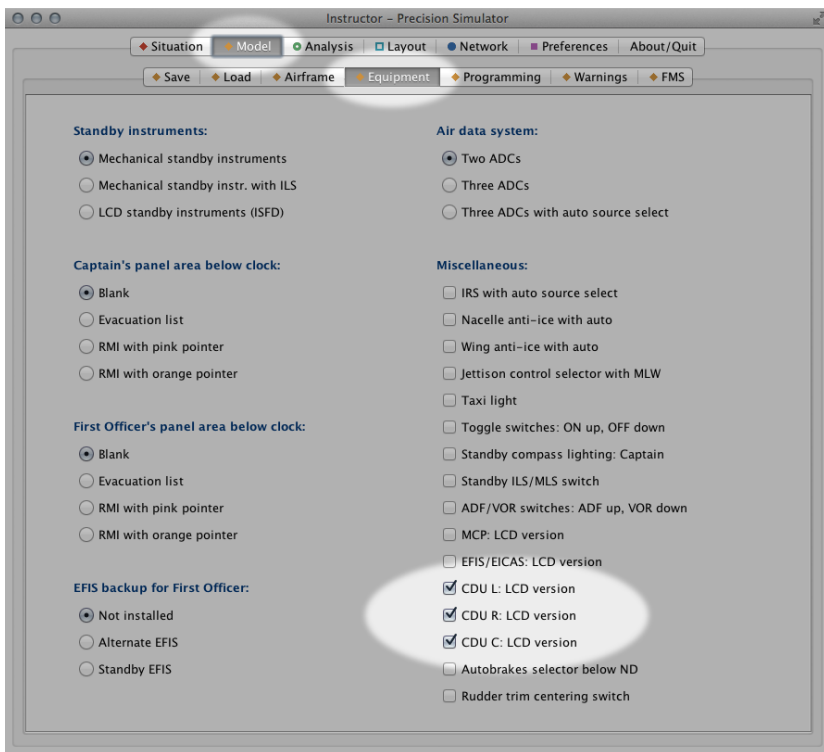 Instructor – Precision Simulator
Situation Model Analysis Layout Network Preferences About/Quit
Save Load Airframe Equipment Programming Warnings FMS
Standby instruments:
Mechanical standby instruments
Mechanical standby instr. with ILS
LCD standby instruments (ISFD)
Captain's panel area below clock:
Blank
Evacuation list
RMI with pink pointer
RMI with orange pointer
First Officer's panel area below clock:
Blank
Evacuation list
RMI with pink pointer
RMI with orange pointer
EFIS backup for First Officer:
Not installed
Alternate EFIS
Standby EFIS
Air data system:
Two ADCs
Three ADCs
Three ADCs with auto source select
Miscellaneous:
IRS with auto source select
Nacelle anti-ice with auto
Wing anti-ice with auto
Jettison control selector with MLW
Taxi light
Toggle switches: ON up, OFF down
Standby compass lighting: Captain
Standby ILS/MLS switch
ADF/VOR switches: ADF up, VOR down
MCP: LCD version
EFIS/EICAS: LCD version
CDU L: LCD version
CDU R: LCD version
CDU C: LCD version
Autobrakes selector below ND
Rudder trim centering switch